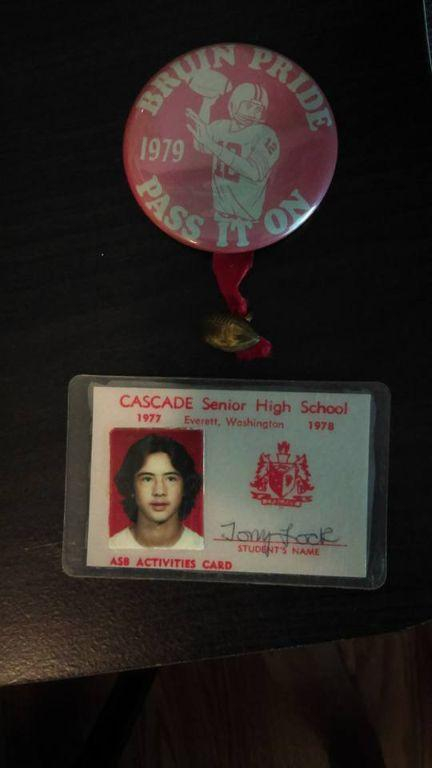 BRUIN PRIDE
1979
12
12
PASS IT ON
CASCADE Senior High School
1977 Everett, Washington 1978
Tony Lock
STUDENT'S NAME
ASB ACTIVITIES CARD